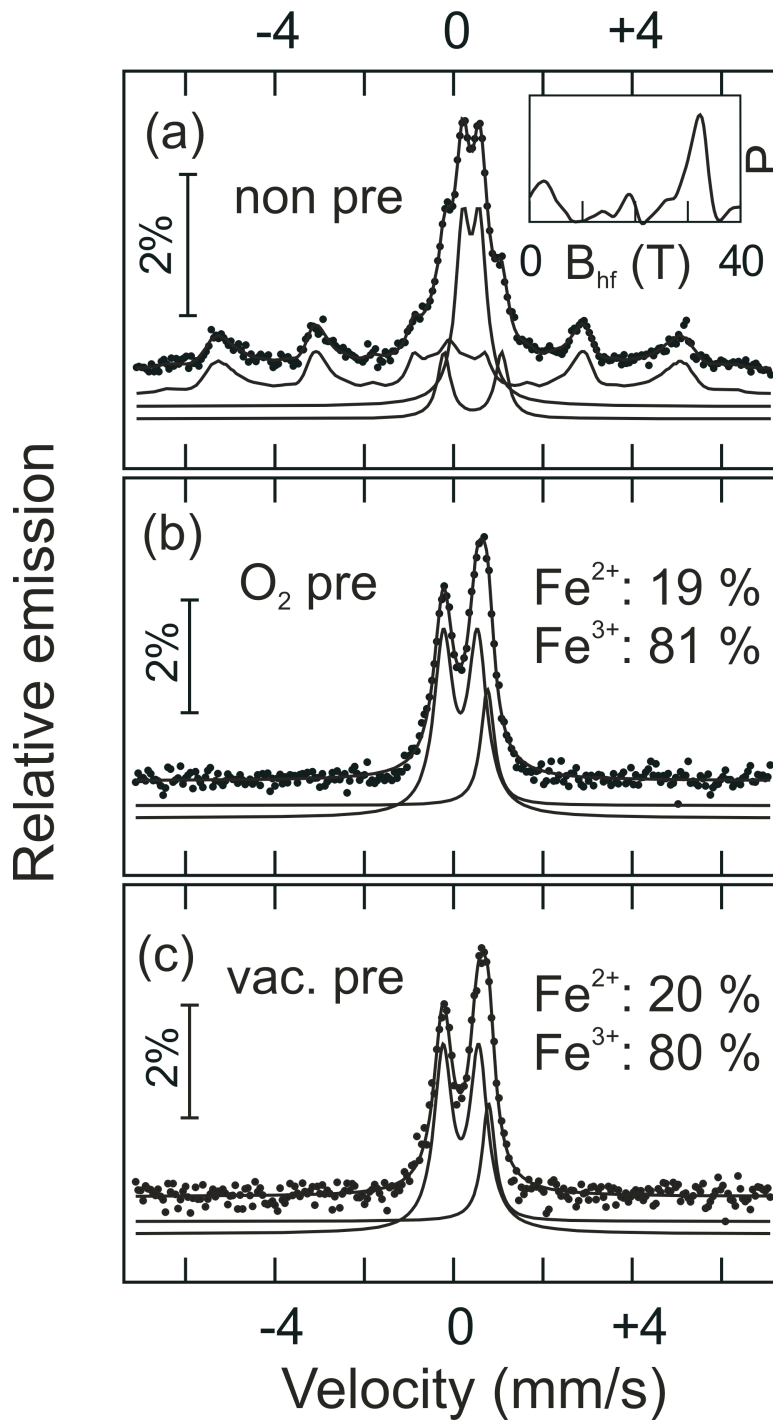 -4 0 +4
(a)
non pre
2%
P
0 B_hf (T) 40
Relative emission
(b)
O₂ pre
2%
Fe²⁺: 19 %
Fe³⁺: 81 %
(c)
vac. pre
2%
Fe²⁺: 20 %
Fe³⁺: 80 %
-4 0 +4
Velocity (mm/s)